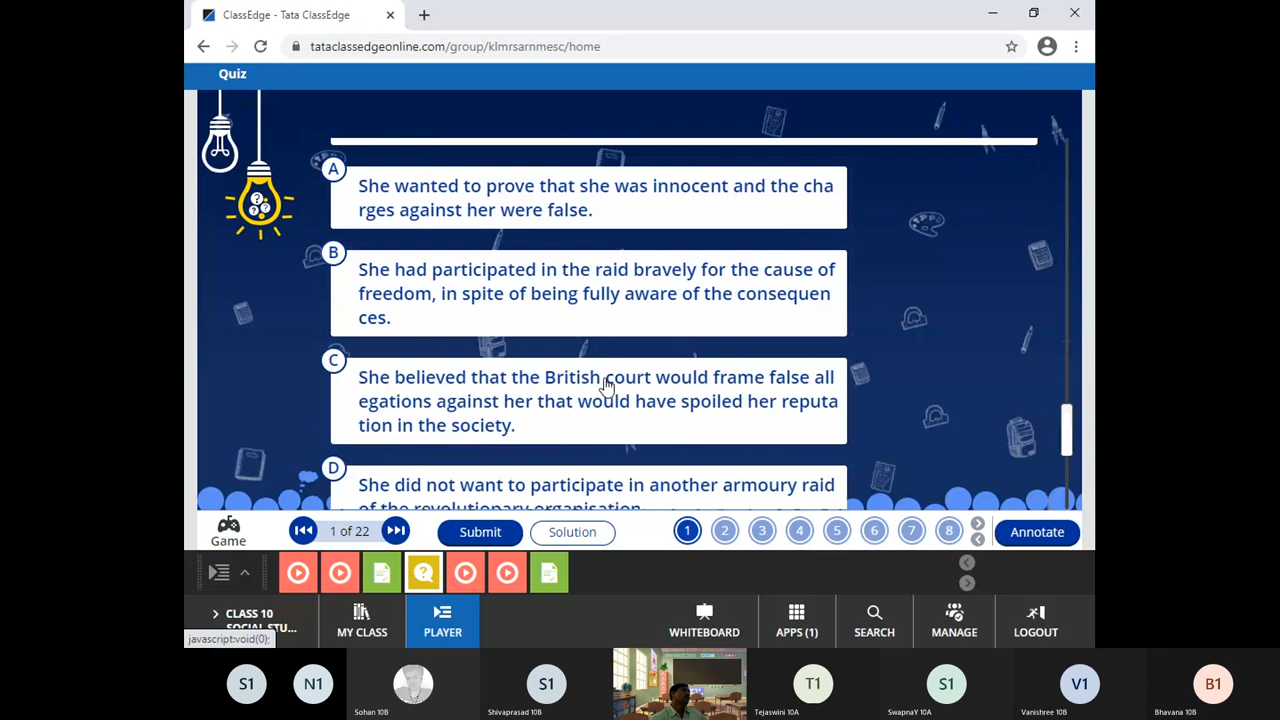 ClassEdge - Tata ClassEdge
tataclassedgeonline.com/group/klmrsarnmesc/home
Quiz
A
She wanted to prove that she was innocent and the cha
rges against her were false.
B
She had participated in the raid bravely for the cause of
freedom, in spite of being fully aware of the consequen
ces.
C
She believed that the British court would frame false all
egations against her that would have spoiled her reputa
tion in the society.
D
She did not want to participate in another armoury raid
of the revolutionary organisation.
Game
1 of 22
Submit
Solution
1 2 3 4 5 6 7 8
Annotate
CLASS 10
SOCIAL STU...
javascript:void(0);
MY CLASS
PLAYER
WHITEBOARD
APPS (1)
SEARCH
MANAGE
LOGOUT
S1
N1
S1
T1
S1
V1
B1
Sohan 10B
Shivaprasad 10B
Tejaswini 10A
SwapnaY 10A
Vanishree 10B
Bhavana 10B